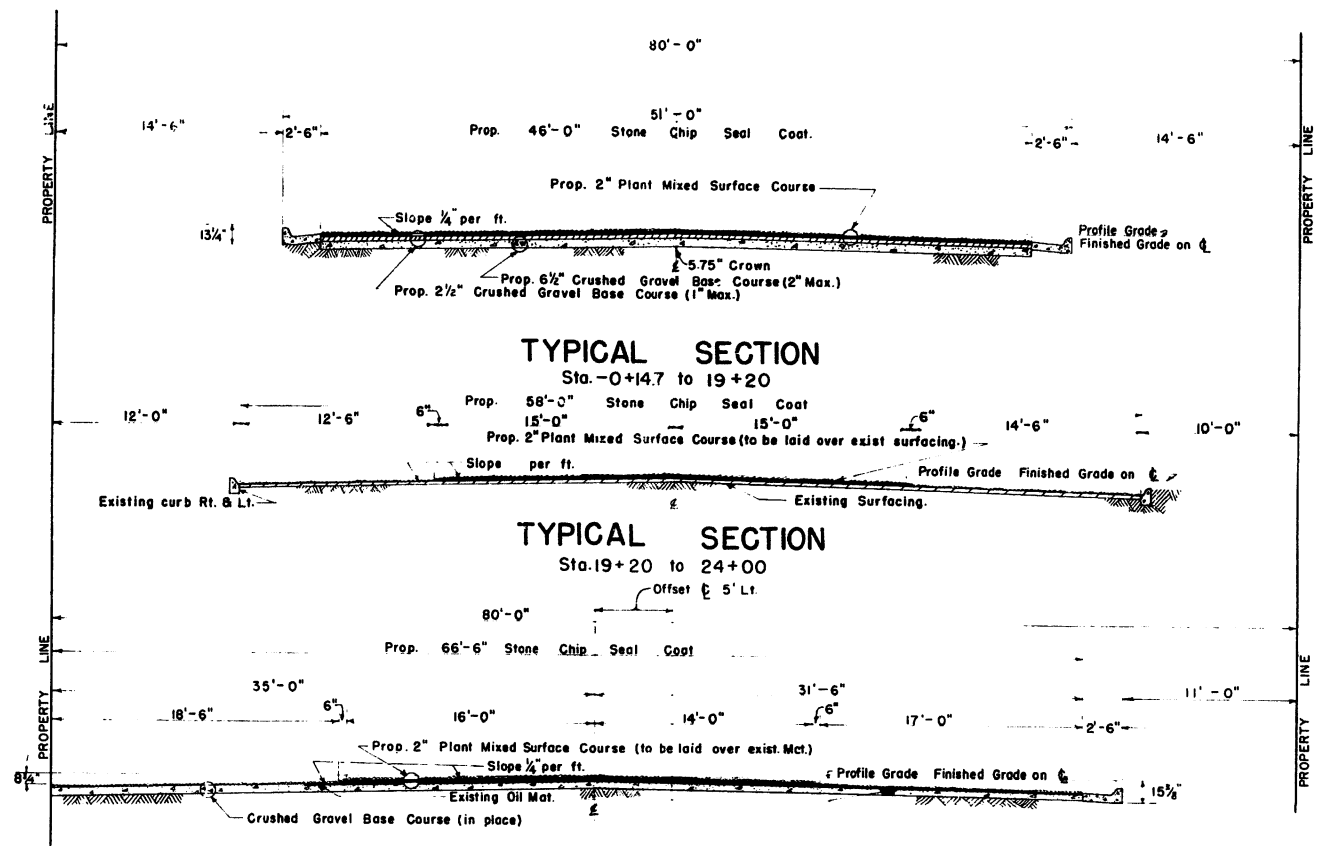 80'-0"
51'-0"
14'-6"
2'-6"
Prop. 46'-0" Stone Chip Seal Coat.
2'-6"
14'-6"
PROPERTY LINE
PROPERTY LINE
Prop. 2" Plant Mixed Surface Course
Slope ¼" per ft.
13¼"
Profile Grade
Finished Grade on ℄
5.75" Crown
℄
Prop. 6½" Crushed Gravel Base Course (2" Max.)
Prop. 2½" Crushed Gravel Base Course (1" Max.)
TYPICAL SECTION
Sta. -0+14.7 to 19+20
Prop. 58'-0" Stone Chip Seal Coat
12'-0"
12'-6"
6"
15'-0"
15'-0"
6"
14'-6"
10'-0"
Prop. 2" Plant Mixed Surface Course (to be laid over exist surfacing.)
Slope per ft.
Profile Grade Finished Grade on ℄
Existing curb Rt. & Lt.
℄
Existing Surfacing.
TYPICAL SECTION
Sta. 19+20 to 24+00
Offset ℄ 5' Lt.
80'-0"
Prop. 66'-6" Stone Chip Seal Coat
35'-0"
31'-6"
11'-0"
18'-6"
6"
16'-0"
14'-0"
6"
17'-0"
2'-6"
PROPERTY LINE
PROPERTY LINE
Prop. 2" Plant Mixed Surface Course (to be laid over exist. Mct.)
Slope ¼" per ft.
8¼"
Profile Grade Finished Grade on ℄
Existing Oil Mat.
15⅝"
℄
Crushed Gravel Base Course (in place)